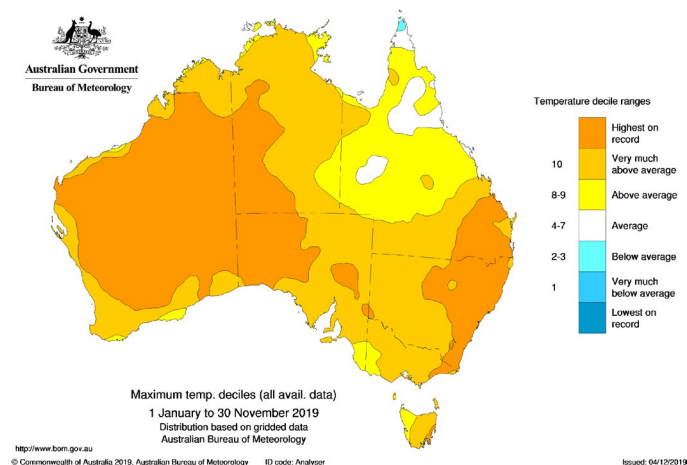 Australian Government
Bureau of Meteorology
Temperature decile ranges
Highest on
record
10
Very much
above average
8-9
Above average
4-7
Average
2-3
Below average
1
Very much
below average
Lowest on
record
Maximum temp. deciles (all avail. data)
1 January to 30 November 2019
Distribution based on gridded data
Australian Bureau of Meteorology
http://www.bom.gov.au
© Commonwealth of Australia 2019, Australian Bureau of Meteorology ID code: Analyser Issued: 04/12/2019